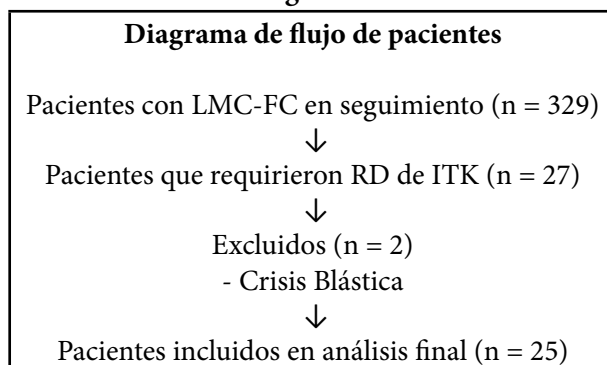 Diagrama de flujo de pacientes
Pacientes con LMC-FC en seguimiento (n = 329)
↓
Pacientes que requirieron RD de ITK (n = 27)
↓
Excluidos (n = 2)
- Crisis Blástica
↓
Pacientes incluidos en análisis final (n = 25)